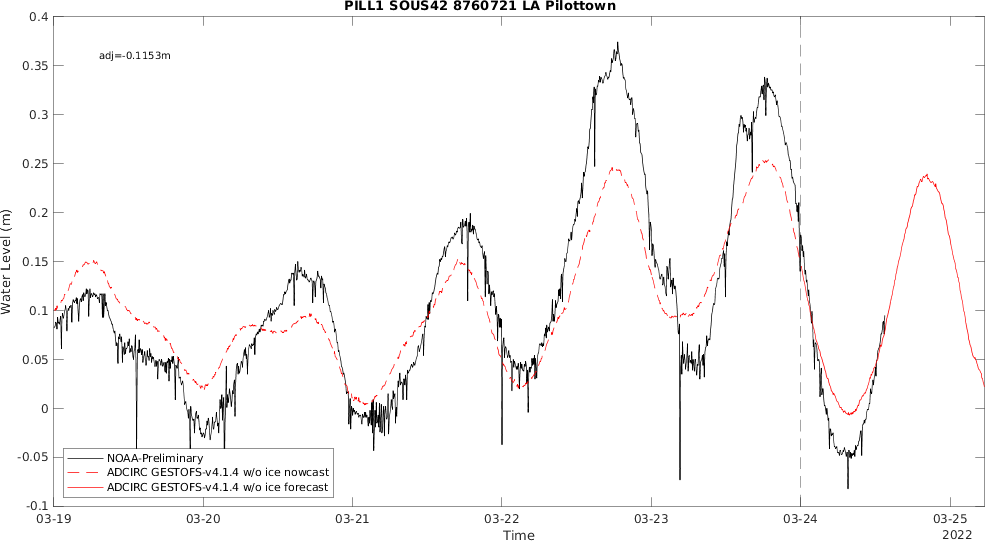 PILL1 SOUS42 8760721 LA Pilottown
adj=-0.1153m
Water Level (m)
0.4
0.35
0.3
0.25
0.2
0.15
0.1
0.05
0
-0.05
-0.1
NOAA-Preliminary
ADCIRC GESTOFS-v4.1.4 w/o ice nowcast
ADCIRC GESTOFS-v4.1.4 w/o ice forecast
03-19 03-20 03-21 03-22 03-23 03-24 03-25
Time
2022